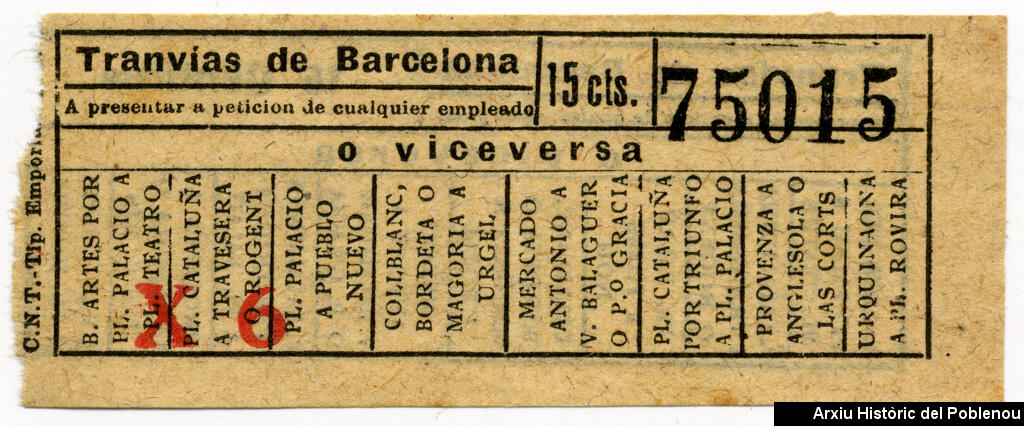 Tranvías de Barcelona
A presentar a peticion de cualquier empleado
15 cts.
75015
o viceversa
B. ARTES POR
PL. PALACIO A
PL. TEATRO
PL. CATALUÑA
A TRAVESERA
O ROGENT
PL. PALACIO
A PUEBLO
NUEVO
COLLBLANC,
BORDETA O
MAGORIA A
URGEL
MERCADO
ANTONIO A
V. BALAGUER
O P.O GRACIA
PL. CATALUÑA
POR TRIUNFO
A PL. PALACIO
PROVENZA A
ANGLESOLA O
LAS CORTS
URQUINAONA
A PL. ROVIRA
X 6
C.N.T.-Tip. Emporiu
Arxiu Històric del Poblenou